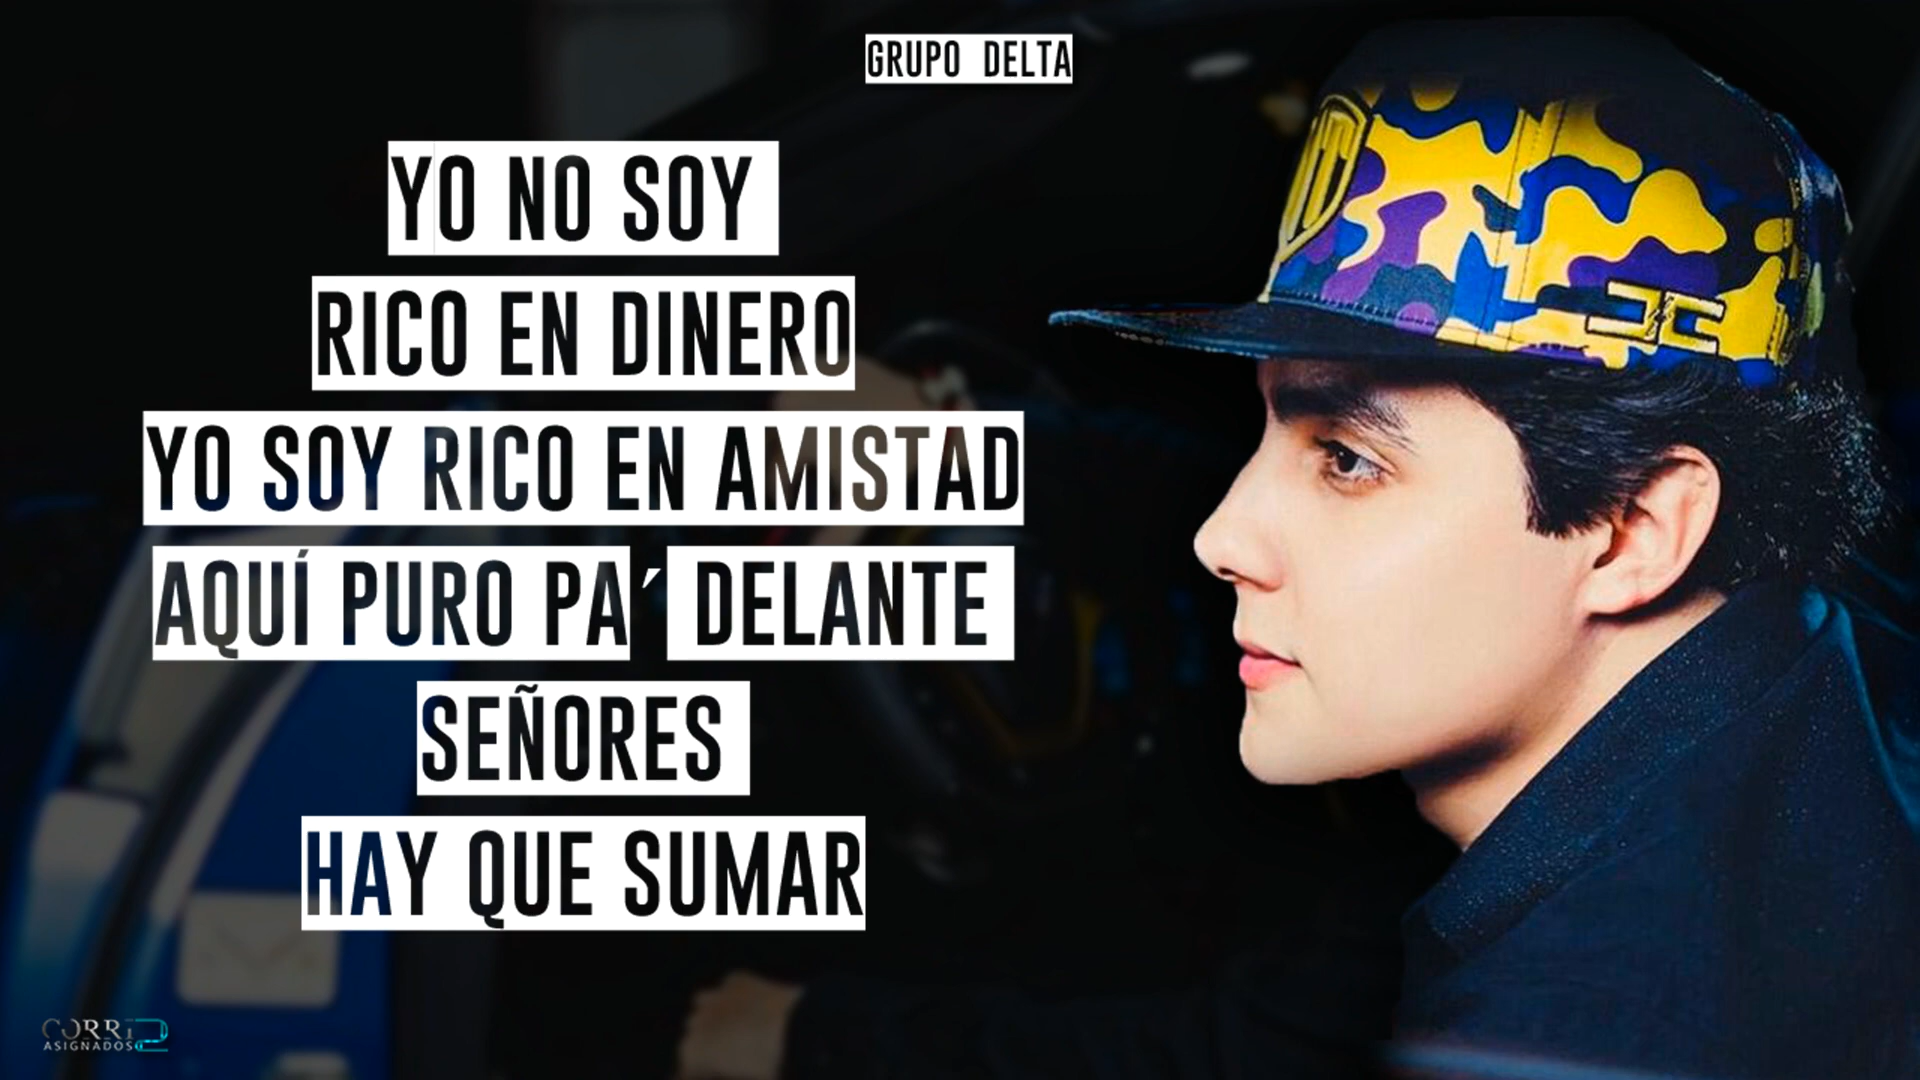 GRUPO DELTA
YO NO SOY
RICO EN DINERO
YO SOY RICO EN AMISTAD
AQUÍ PURO PA´ DELANTE
SEÑORES
HAY QUE SUMAR
CORRI2
ASIGNADOS